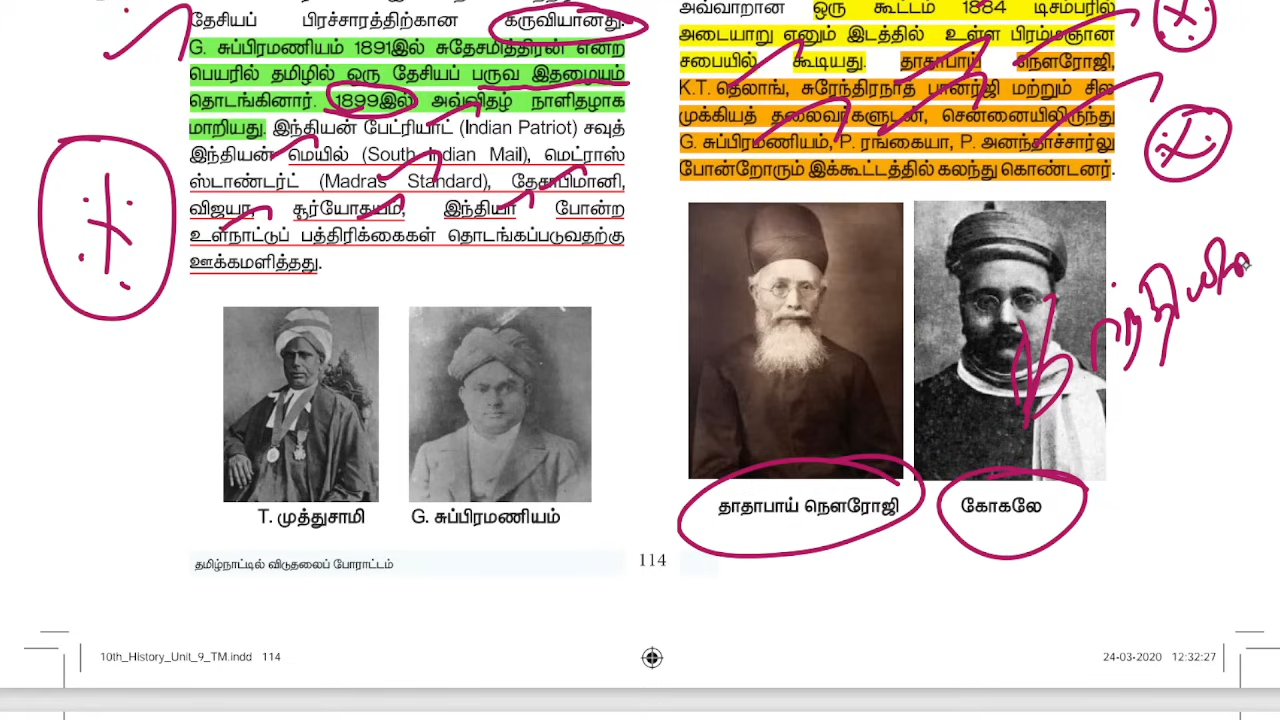 தேசியப் பிரச்சாரத்திற்கான கருவியானது.
G. சுப்பிரமணியம் 1891இல் சுதேசமித்திரன் என்ற
பெயரில் தமிழில் ஒரு தேசியப் பருவ இதழையும்
தொடங்கினார். 1899இல் அவ்விதழ் நாளிதழாக
மாறியது. இந்தியன் பேட்ரியாட் (Indian Patriot) சவுத்
இந்தியன் மெயில் (South Indian Mail), மெட்ராஸ்
ஸ்டாண்டர்ட் (Madras Standard), தேசாபிமானி,
விஜயா, சூர்யோதயம், இந்தியா போன்ற
உள்நாட்டுப் பத்திரிக்கைகள் தொடங்கப்படுவதற்கு
ஊக்கமளித்தது.
T. முத்துசாமி
G. சுப்பிரமணியம்
அவ்வாறான ஒரு கூட்டம் 1884 டிசம்பரில்
அடையாறு எனும் இடத்தில் உள்ள பிரம்மஞான
சபையில் கூடியது. தாதாபாய் நௌரோஜி,
K.T. தெலாங், சுரேந்திரநாத் பானர்ஜி மற்றும் சில
முக்கியத் தலைவர்களுடன், சென்னையிலிருந்து
G. சுப்பிரமணியம், P. ரங்கையா, P. அனந்தாச்சார்லு
போன்றோரும் இக்கூட்டத்தில் கலந்து கொண்டனர்.
தாதாபாய் நௌரோஜி
கோகலே
தமிழ்நாட்டில் விடுதலைப் போராட்டம்
114
10th_History_Unit_9_TM.indd 114
24-03-2020 12:32:27